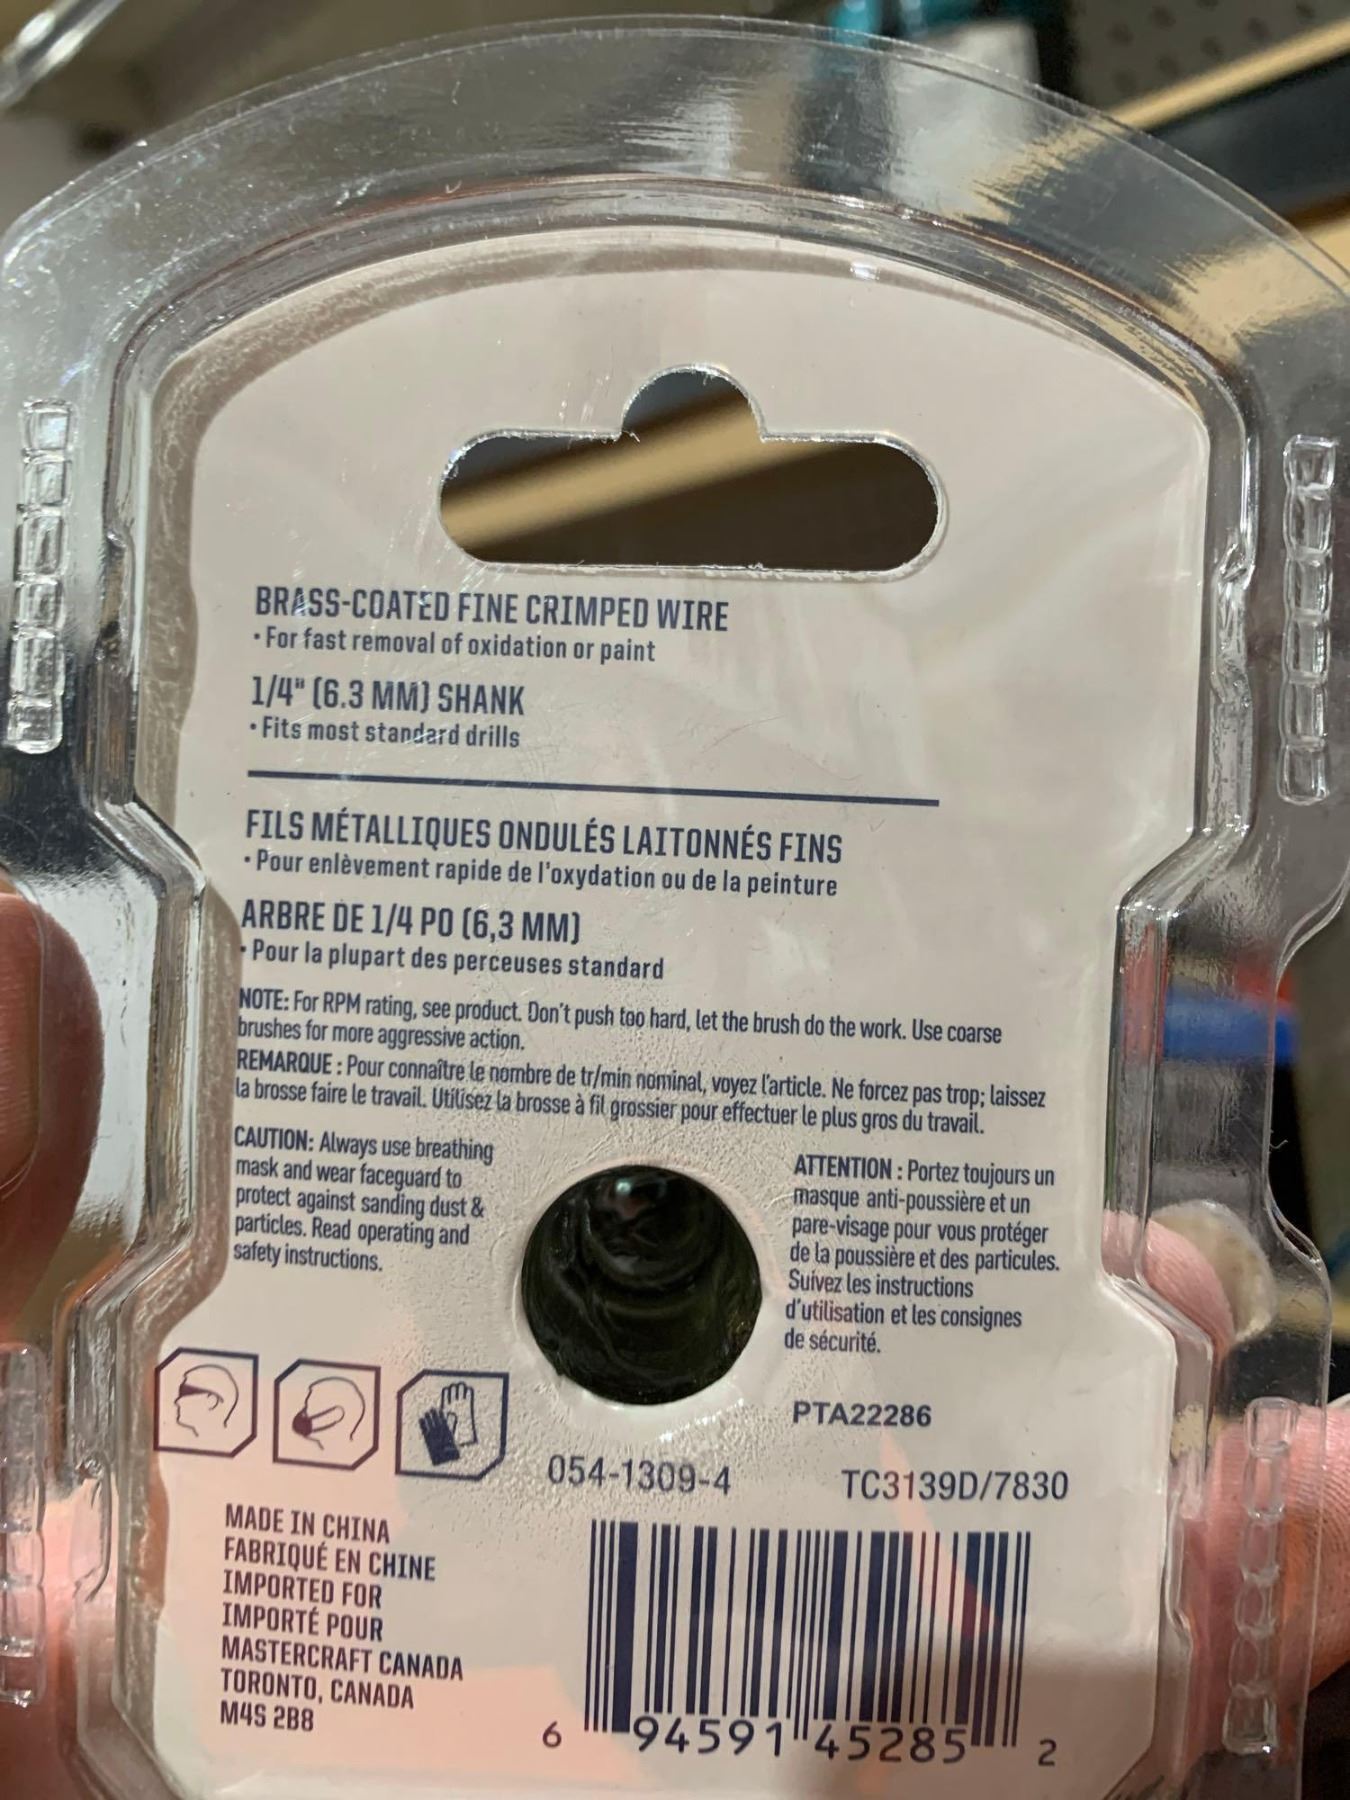 BRASS-COATED FINE CRIMPED WIRE
• For fast removal of oxidation or paint
1/4" (6.3 MM) SHANK
• Fits most standard drills
FILS MÉTALLIQUES ONDULÉS LAITONNÉS FINS
• Pour enlèvement rapide de l'oxydation ou de la peinture
ARBRE DE 1/4 PO (6,3 MM)
• Pour la plupart des perceuses standard
NOTE: For RPM rating, see product. Don't push too hard, let the brush do the work. Use coarse
brushes for more aggressive action.
REMARQUE : Pour connaître le nombre de tr/min nominal, voyez l'article. Ne forcez pas trop; laissez
la brosse faire le travail. Utilisez la brosse à fil grossier pour effectuer le plus gros du travail.
CAUTION: Always use breathing
mask and wear faceguard to
protect against sanding dust &
particles. Read operating and
safety instructions.
ATTENTION : Portez toujours un
masque anti-poussière et un
pare-visage pour vous protéger
de la poussière et des particules.
Suivez les instructions
d'utilisation et les consignes
de sécurité.
PTA22286
054-1309-4
TC3139D/7830
MADE IN CHINA
FABRIQUÉ EN CHINE
IMPORTED FOR
IMPORTÉ POUR
MASTERCRAFT CANADA
TORONTO, CANADA
M4S 2B8
6 94591 45285 2